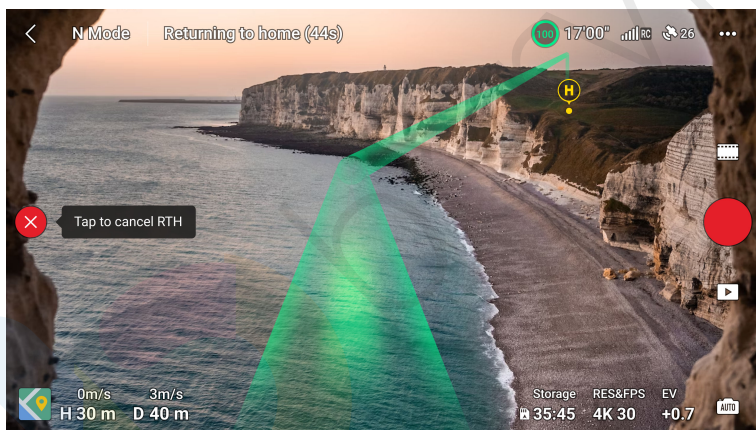 N Mode Returning to home (44s) 100 17'00" RC 26
H
Tap to cancel RTH
0m/s 3m/s
H 30 m D 40 m
Storage RES&FPS EV
35:45 4K 30 +0.7
AUTO